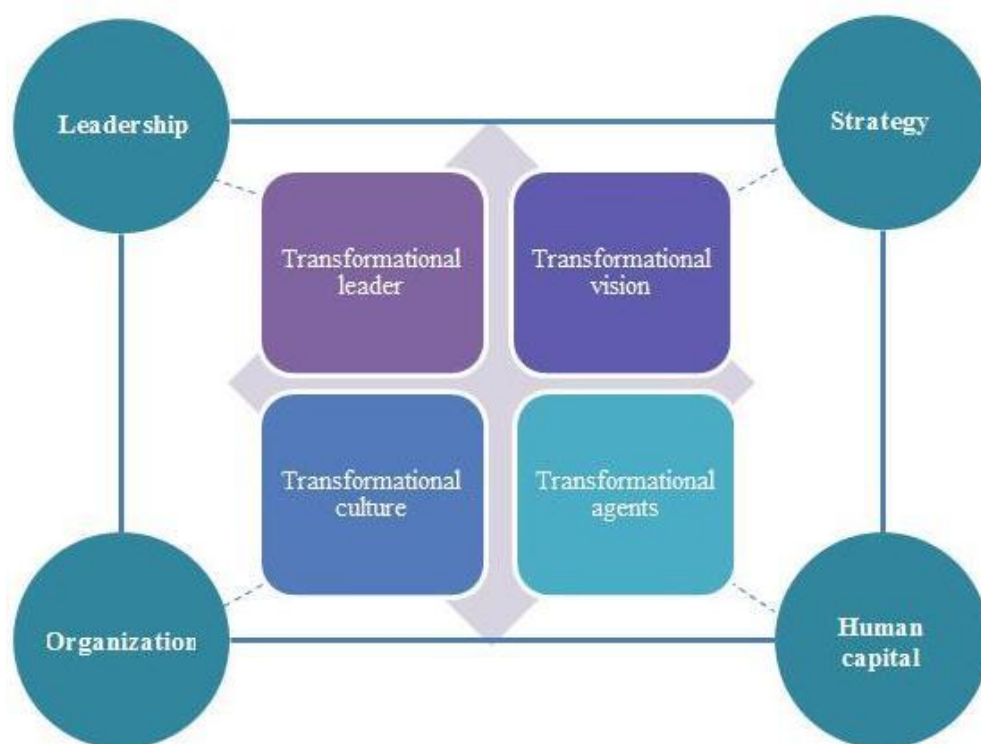 Leadership
Strategy
Transformational
leader
Transformational
vision
Transformational
culture
Transformational
agents
Organization
Human
capital